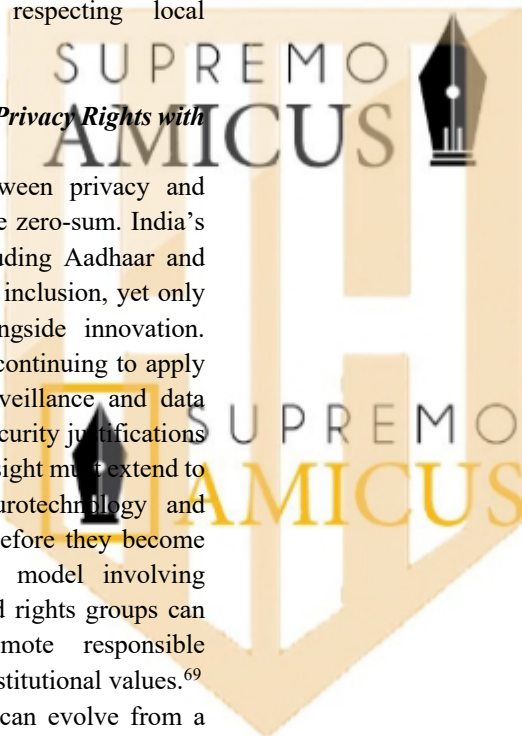 respecting local
SUPREMO
AMICUS
Privacy Rights with
ween privacy and
e zero-sum. India's
uding Aadhaar and
inclusion, yet only
ngside innovation.
continuing to apply
veillance and data
ecurity justifications
sight must extend to
urotechnology and
efore they become
model involving
d rights groups can
mote responsible
stitutional values.69
can evolve from a
SUPREMO
AMICUS